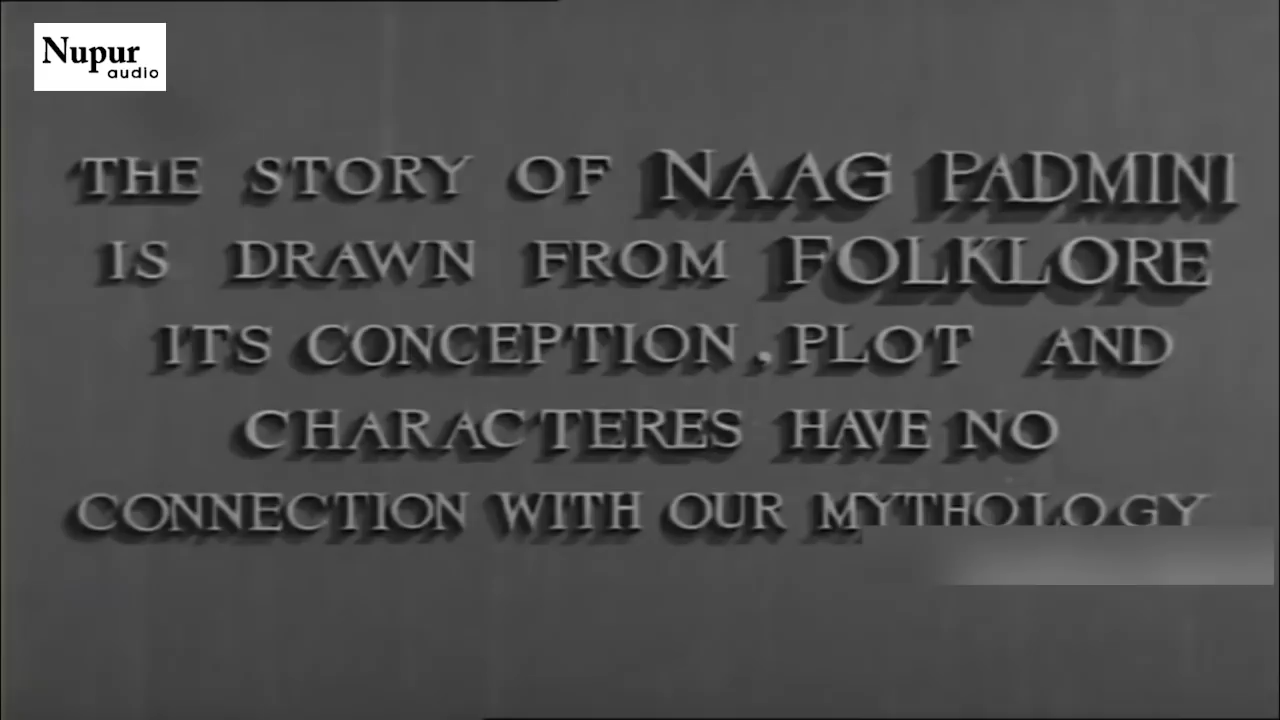 Nupur
audio
THE STORY OF NAAG PADMINI
IS DRAWN FROM FOLKLORE
ITS CONCEPTION, PLOT AND
CHARACTERES HAVE NO
CONNECTION WITH OUR MYTHOLOGY